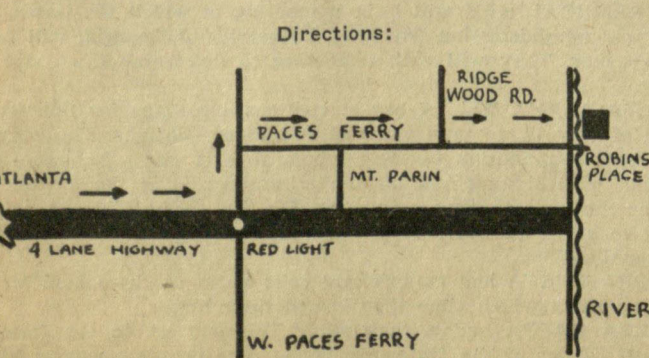 Directions:
RIDGE
WOOD RD.
PACES FERRY
ROBINS
PLACE
TLANTA
MT. PARIN
4 LANE HIGHWAY
RED LIGHT
RIVER
W. PACES FERRY